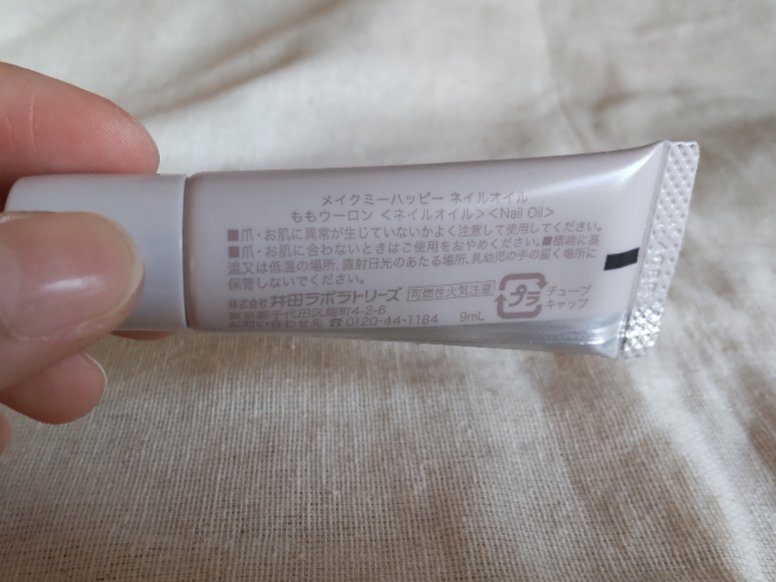 メイクミーハッピー ネイルオイル
ももウーロン <ネイルオイル><Nail Oil>
■爪・お肌に異常が生じていないかよく注意して使用してください。
■爪・お肌に合わないときはご使用をおやめください。■極端に高
温又は低温の場所、直射日光のあたる場所、乳幼児の手の届く場所に
保管しないでください。
株式会社 井田ラボラトリーズ 可燃性火気注意
東京都千代田区麹町4-2-6
お問い合わせ先 ☎0120-44-1184 9mL
プラ
チューブ
キャップ